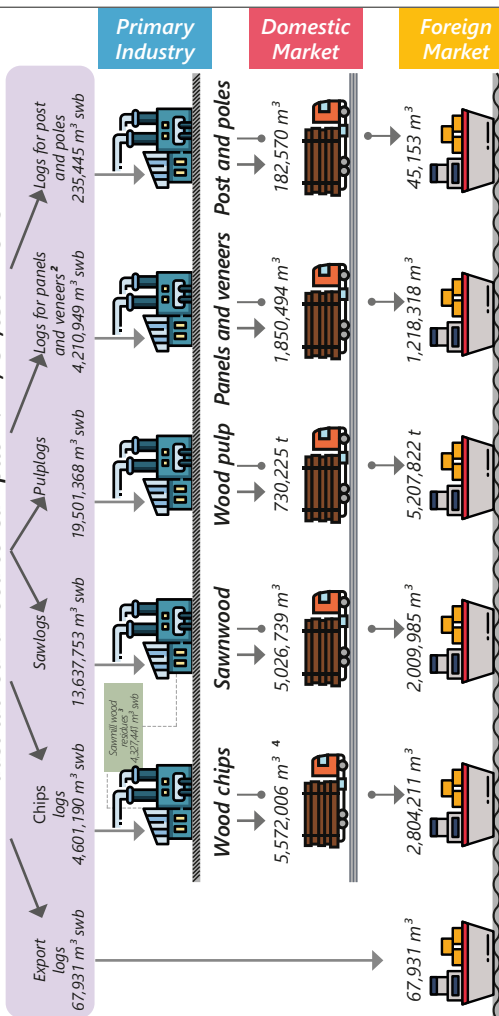 Primary
Industry
Domestic
Market
Foreign
Market
Export
logs
67,931 m³ swb
Chips
logs
4,601,190 m³ swb
Sawlogs
13,637,753 m³ swb
Pulplogs
19,501,368 m³ swb
Logs for panels
and veneers²
4,210,949 m³ swb
Logs for post
and poles
235,445 m³ swb
Sawmill wood
residues ³
4,327,441 m³ swb
Wood chips
5,572,006 m³ ⁴
Sawnwood
5,026,739 m³
Wood pulp
730,225 t
Panels and veneers
1,850,494 m³
Post and poles
182,570 m³
67,931 m³
2,804,211 m³
2,009,985 m³
5,207,822 t
1,218,318 m³
45,153 m³